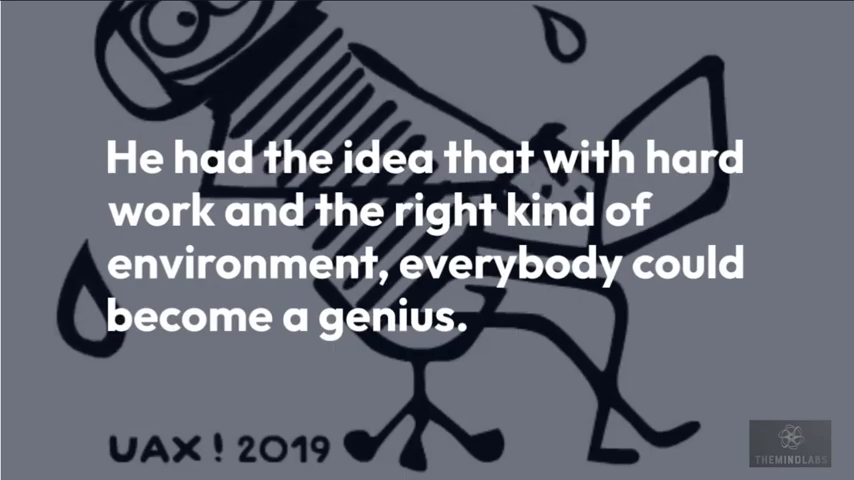 He had the idea that with hard
work and the right kind of
environment, everybody could
become a genius.
UAX! 2019
THEMINDLABS